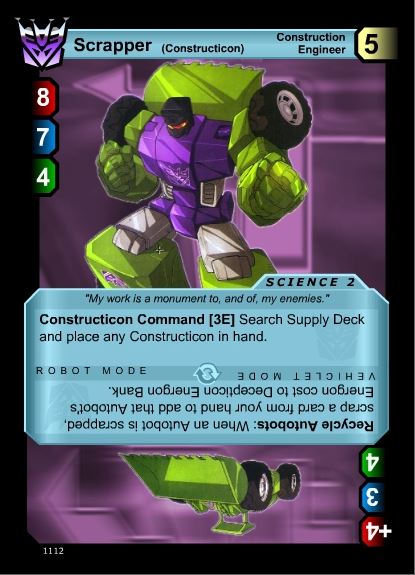 Scrapper (Constructicon)
Construction
Engineer
5
8
7
4
SCIENCE 2
"My work is a monument to, and of, my enemies."
Constructicon Command [3E] Search Supply Deck
and place any Constructicon in hand.
ROBOT MODE
VEHICLET MODE
Recycle Autobots: When an Autobot is scrapped,
scrap a card from your hand to add that Autobot's
Energon cost to Decepticon Energon Bank.
+4
3
4
1112